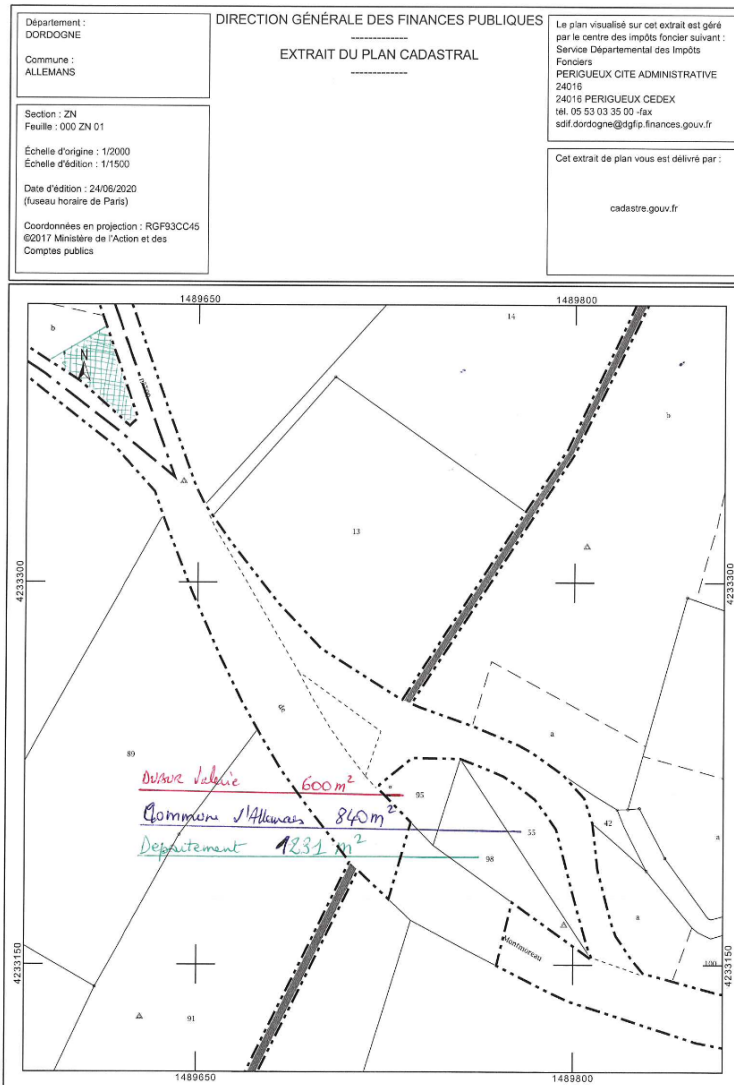 Département :
DORDOGNE
Commune :
ALLEMANS
Section : ZN
Feuille : 000 ZN 01
Échelle d'origine : 1/2000
Échelle d'édition : 1/1500
Date d'édition : 24/06/2020
(fuseau horaire de Paris)
Coordonnées en projection : RGF93CC45
©2017 Ministère de l'Action et des
Comptes publics
DIRECTION GÉNÉRALE DES FINANCES PUBLIQUES
-------------
EXTRAIT DU PLAN CADASTRAL
-------------
Le plan visualisé sur cet extrait est géré
par le centre des impôts foncier suivant :
Service Départemental des Impôts
Fonciers
PERIGUEUX CITE ADMINISTRATIVE
24016
24016 PERIGUEUX CEDEX
tél. 05 53 03 35 00 -fax
sdif.dordogne@dgfip.finances.gouv.fr
Cet extrait de plan vous est délivré par :
cadastre.gouv.fr
1489650
1489800
14
b
N
b
13
4233300
4233300
a
89
600 m²
95
Commune d'Allemans 840 m²
55
42
a
Département 1231 m²
98
a
Montmoreau
100
4233150
4233150
91
1489650
1489800